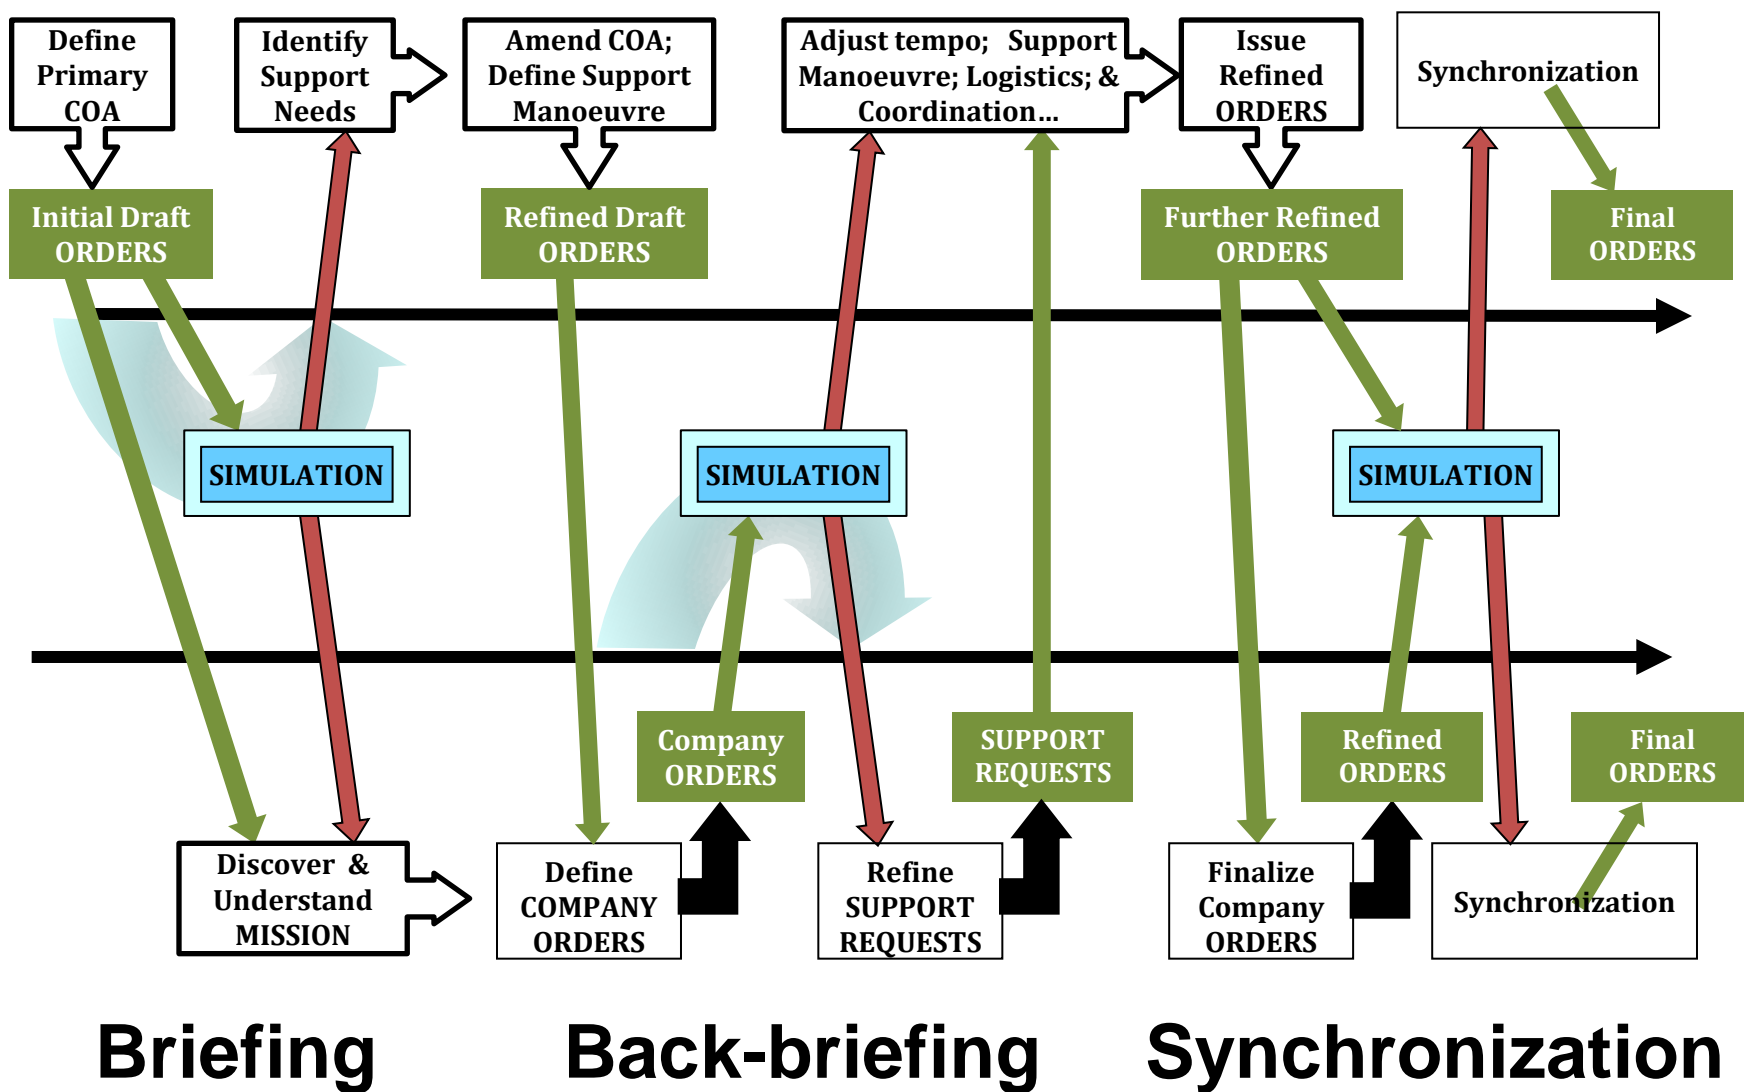 Define
Primary
COA
Identify
Support
Needs
Amend COA;
Define Support
Manoeuvre
Adjust tempo; Support
Manoeuvre; Logistics; &
Coordination...
Issue
Refined
ORDERS
Synchronization
Initial Draft
ORDERS
Refined Draft
ORDERS
Further Refined
ORDERS
Final
ORDERS
SIMULATION
SIMULATION
SIMULATION
Company
ORDERS
SUPPORT
REQUESTS
Refined
ORDERS
Final
ORDERS
Discover &
Understand
MISSION
Define
COMPANY
ORDERS
Refine
SUPPORT
REQUESTS
Finalize
Company
ORDERS
Synchronization
Briefing
Back-briefing
Synchronization